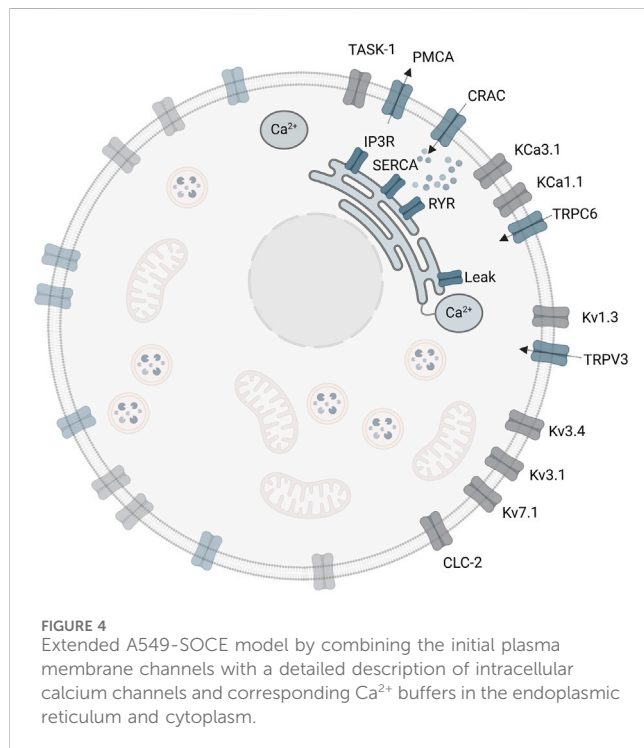 TASK-1
PMCA
CRAC
Ca²⁺
IP3R
KCa3.1
SERCA
KCa1.1
RYR
TRPC6
Leak
Ca²⁺
Kv1.3
TRPV3
Kv3.4
Kv3.1
Kv7.1
CLC-2
FIGURE 4
Extended A549-SOCE model by combining the initial plasma
membrane channels with a detailed description of intracellular
calcium channels and corresponding Ca²⁺ buffers in the endoplasmic
reticulum and cytoplasm.